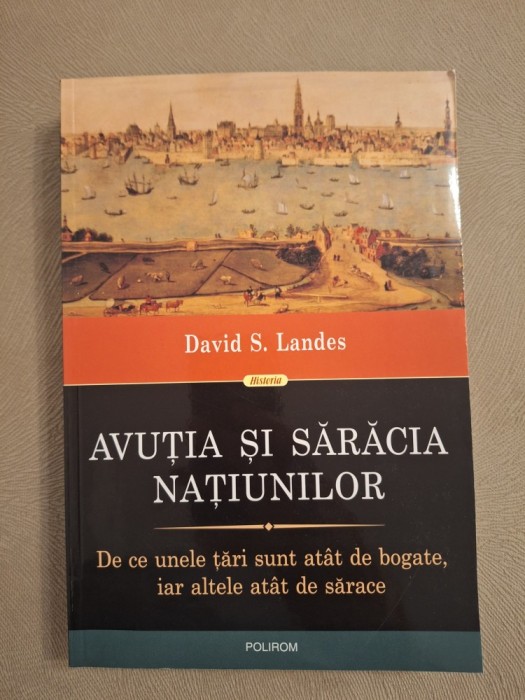 David S. Landes
Historia
AVUȚIA ȘI SĂRĂCIA
NAȚIUNILOR
De ce unele țări sunt atât de bogate,
iar altele atât de sărace
POLIROM